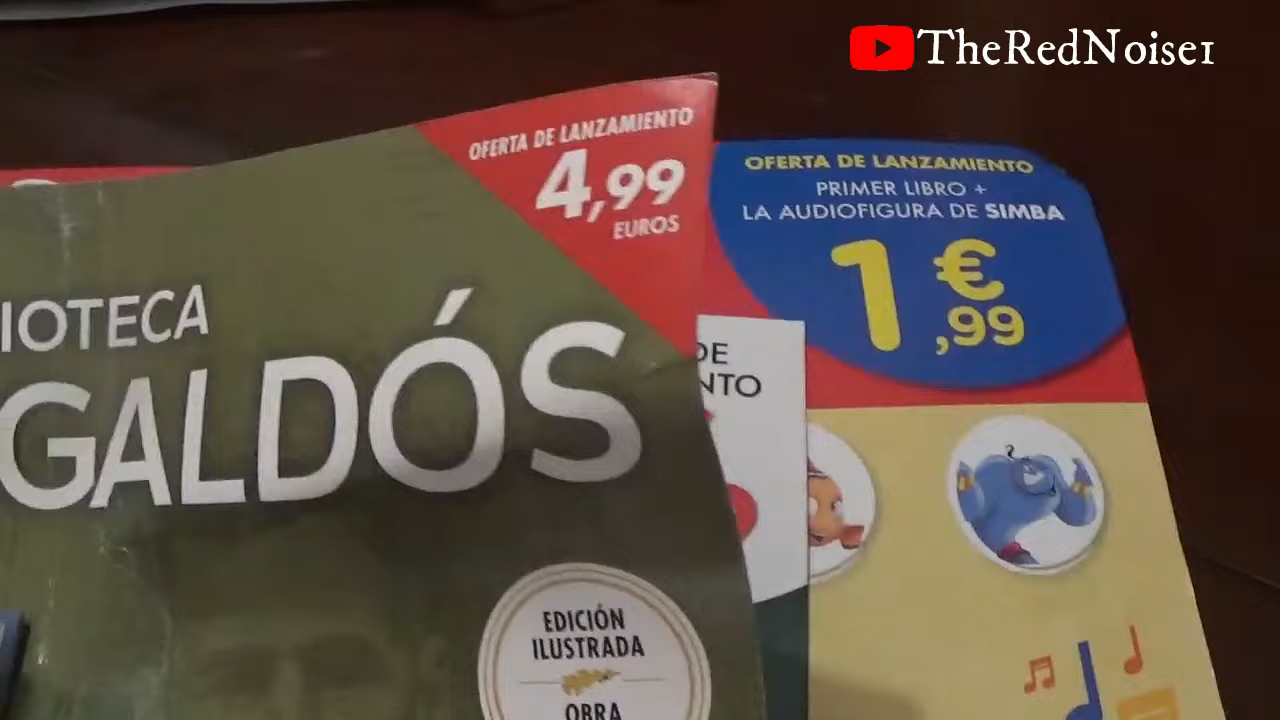 TheRedNoise1
OFERTA DE LANZAMIENTO
4,99
EUROS
OFERTA DE LANZAMIENTO
PRIMER LIBRO +
LA AUDIOFIGURA DE SIMBA
1€,99
IOTECA
GALDÓS
DE
NTO
EDICIÓN
ILUSTRADA
OBRA